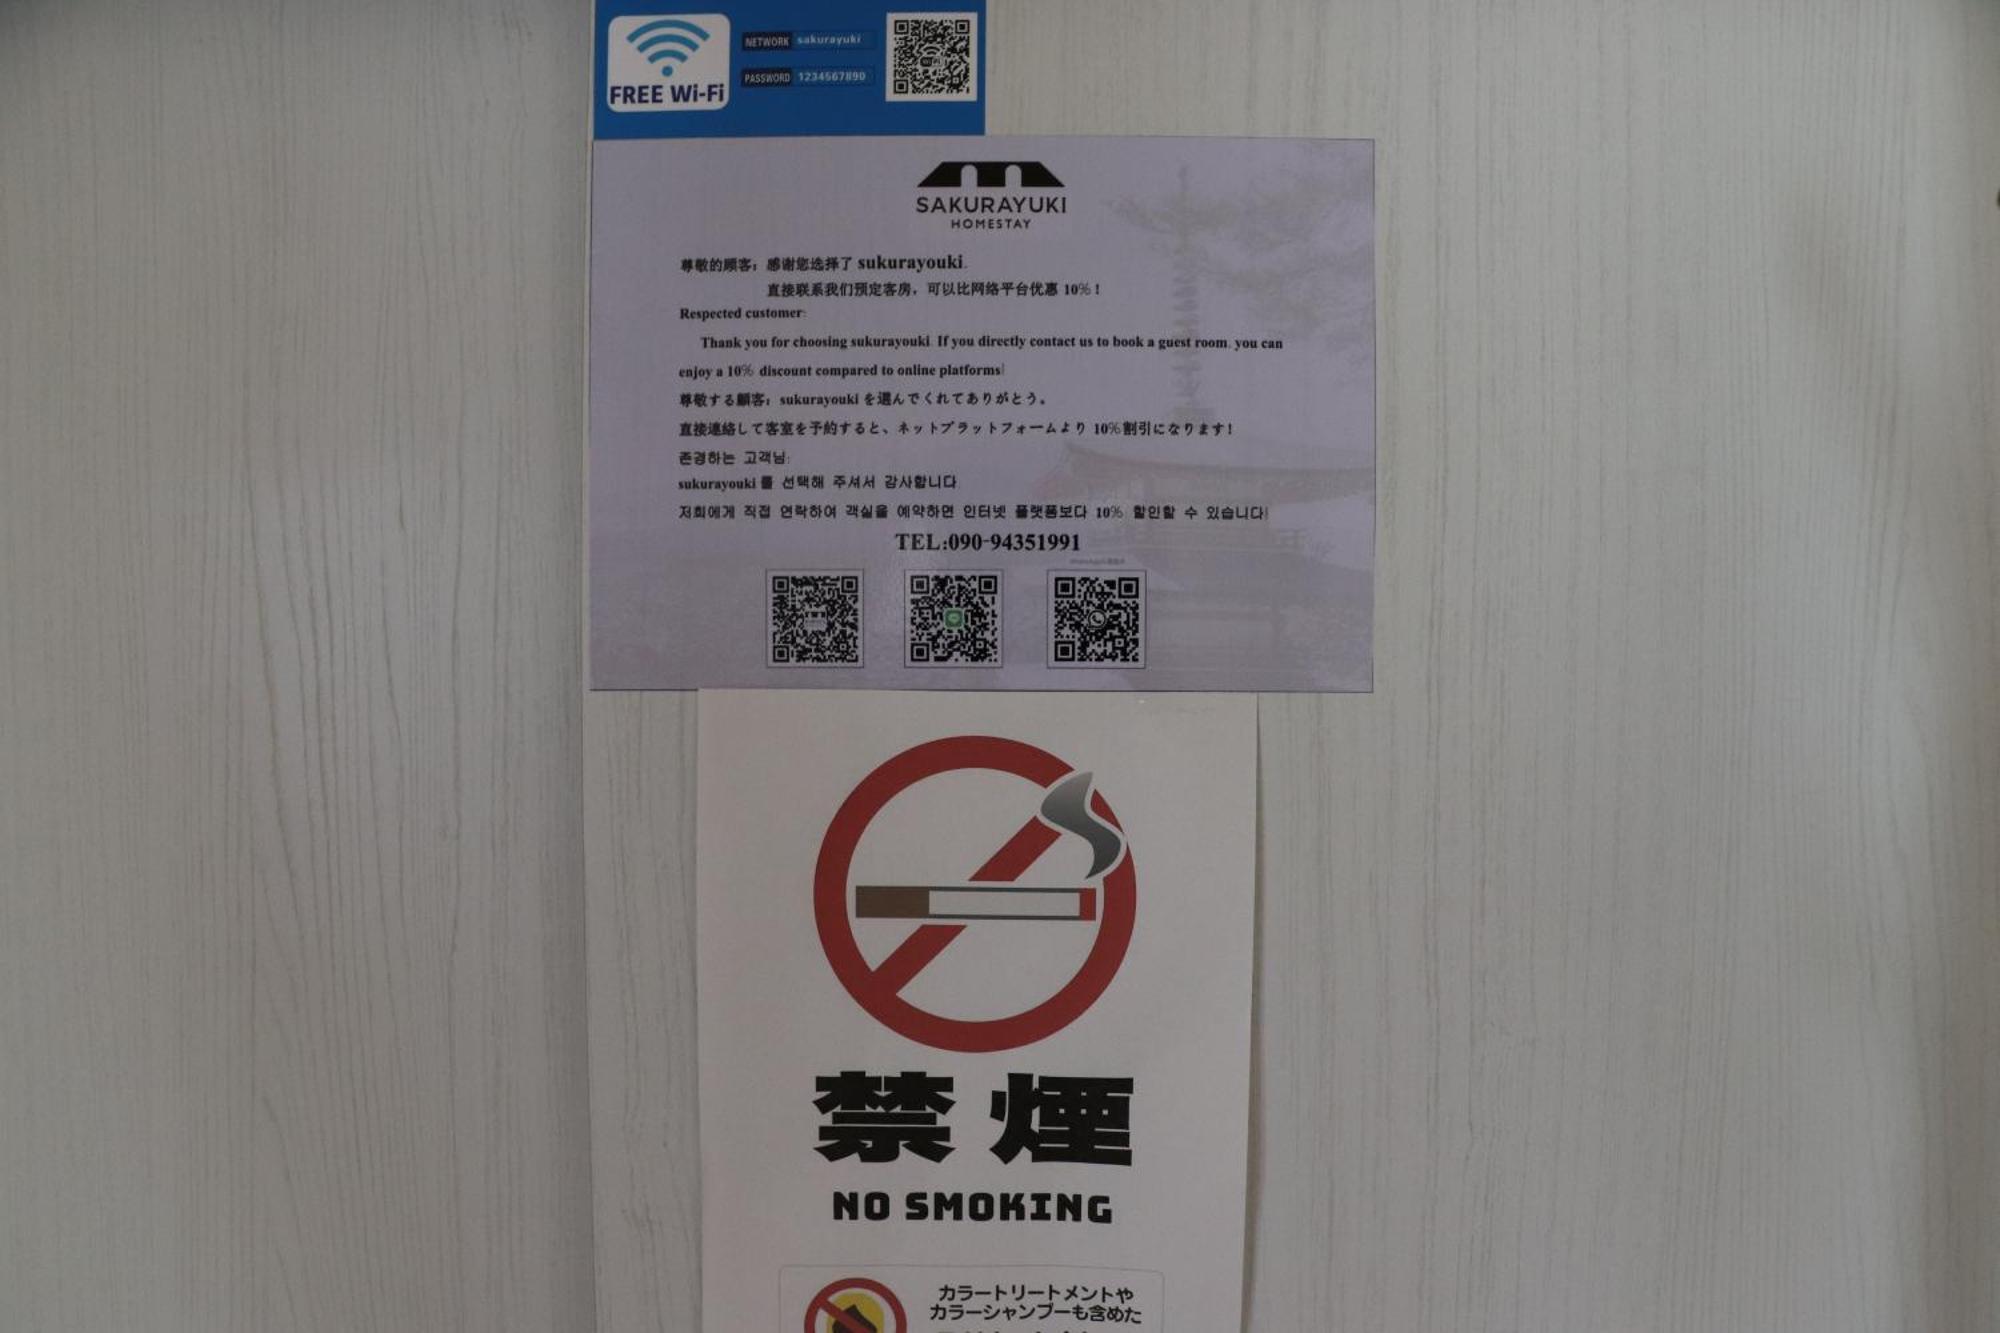 FREE Wi-Fi
NETWORK sakurayuki
PASSWORD 1234567890
SAKURAYUKI
HOMESTAY
尊敬的顾客：感谢您选择了 sukurayouki.
直接联系我们预定客房，可以比网络平台优惠 10%！
Respected customer:
Thank you for choosing sukurayouki. If you directly contact us to book a guest room, you can
enjoy a 10% discount compared to online platforms!
尊敬する顧客：sukurayouki を選んでくれてありがとう。
直接連絡して客室を予約すると、ネットプラットフォームより 10%割引になります！
존경하는 고객님:
sukurayouki 를 선택해 주셔서 감사합니다.
저희에게 직접 연락하여 객실을 예약하면 인터넷 플랫폼보다 10% 할인할 수 있습니다!
TEL:090-94351991
禁煙
NO SMOKING
カラートリートメントや
カラーシャンプーも含めた